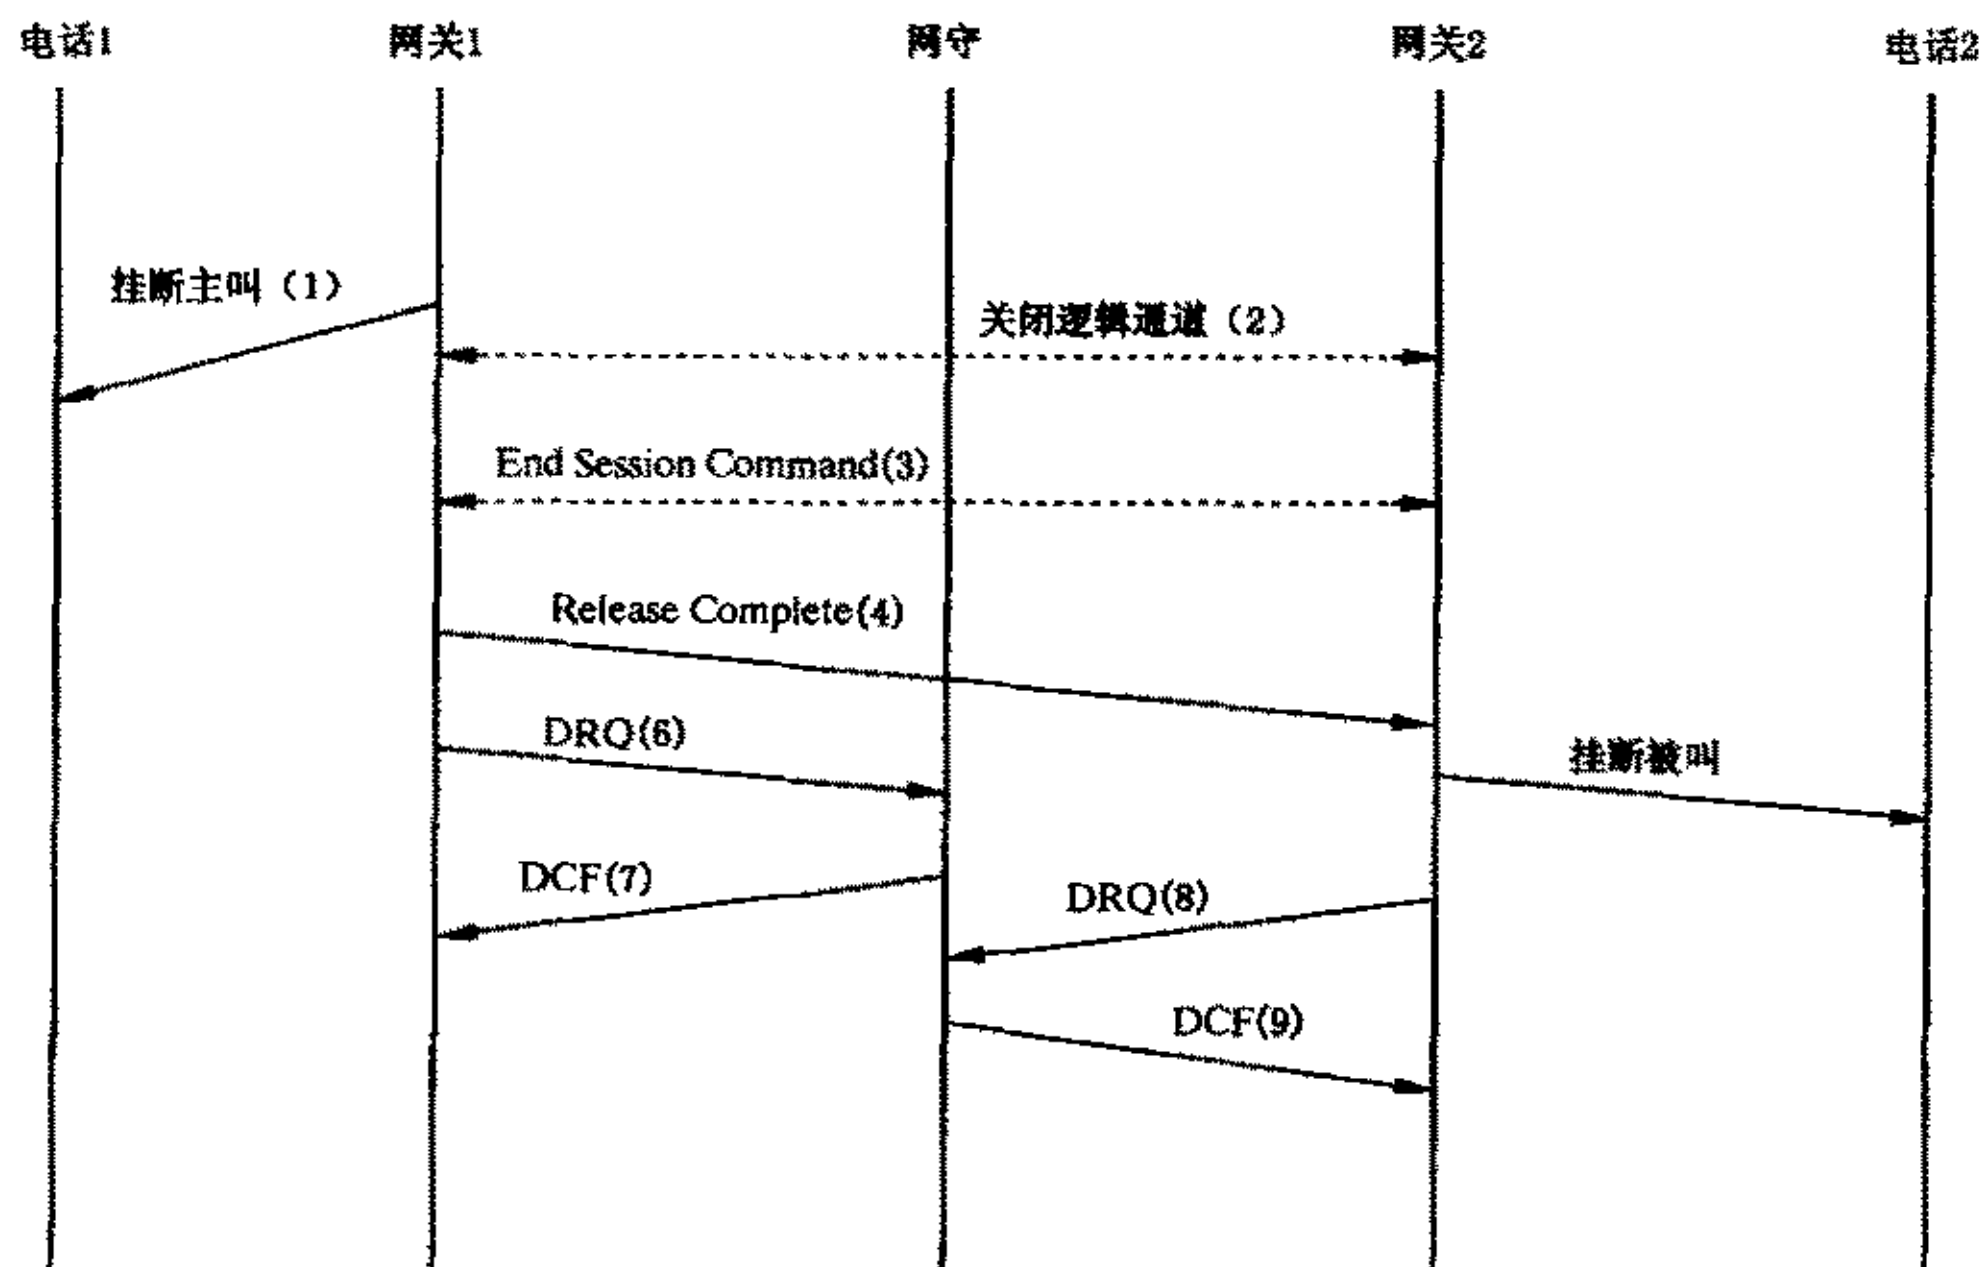 电话1
网关1
网守
网关2
电话2
挂断主叫（1）
关闭逻辑通道（2）
End Session Command(3)
Release Complete(4)
DRQ(6)
挂断被叫
DCF(7)
DRQ(8)
DCF(9)